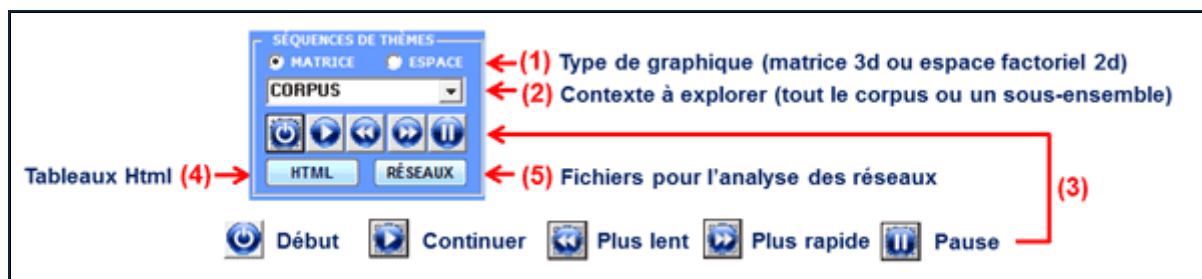 SÉQUENCES DE THÈMES
MATRICE ESPACE (1) Type de graphique (matrice 3d ou espace factoriel 2d)
CORPUS (2) Contexte à explorer (tout le corpus ou un sous-ensemble)
Tableaux Html (4) HTML RÉSEAUX (5) Fichiers pour l'analyse des réseaux
(3)
Début Continuer Plus lent Plus rapide Pause